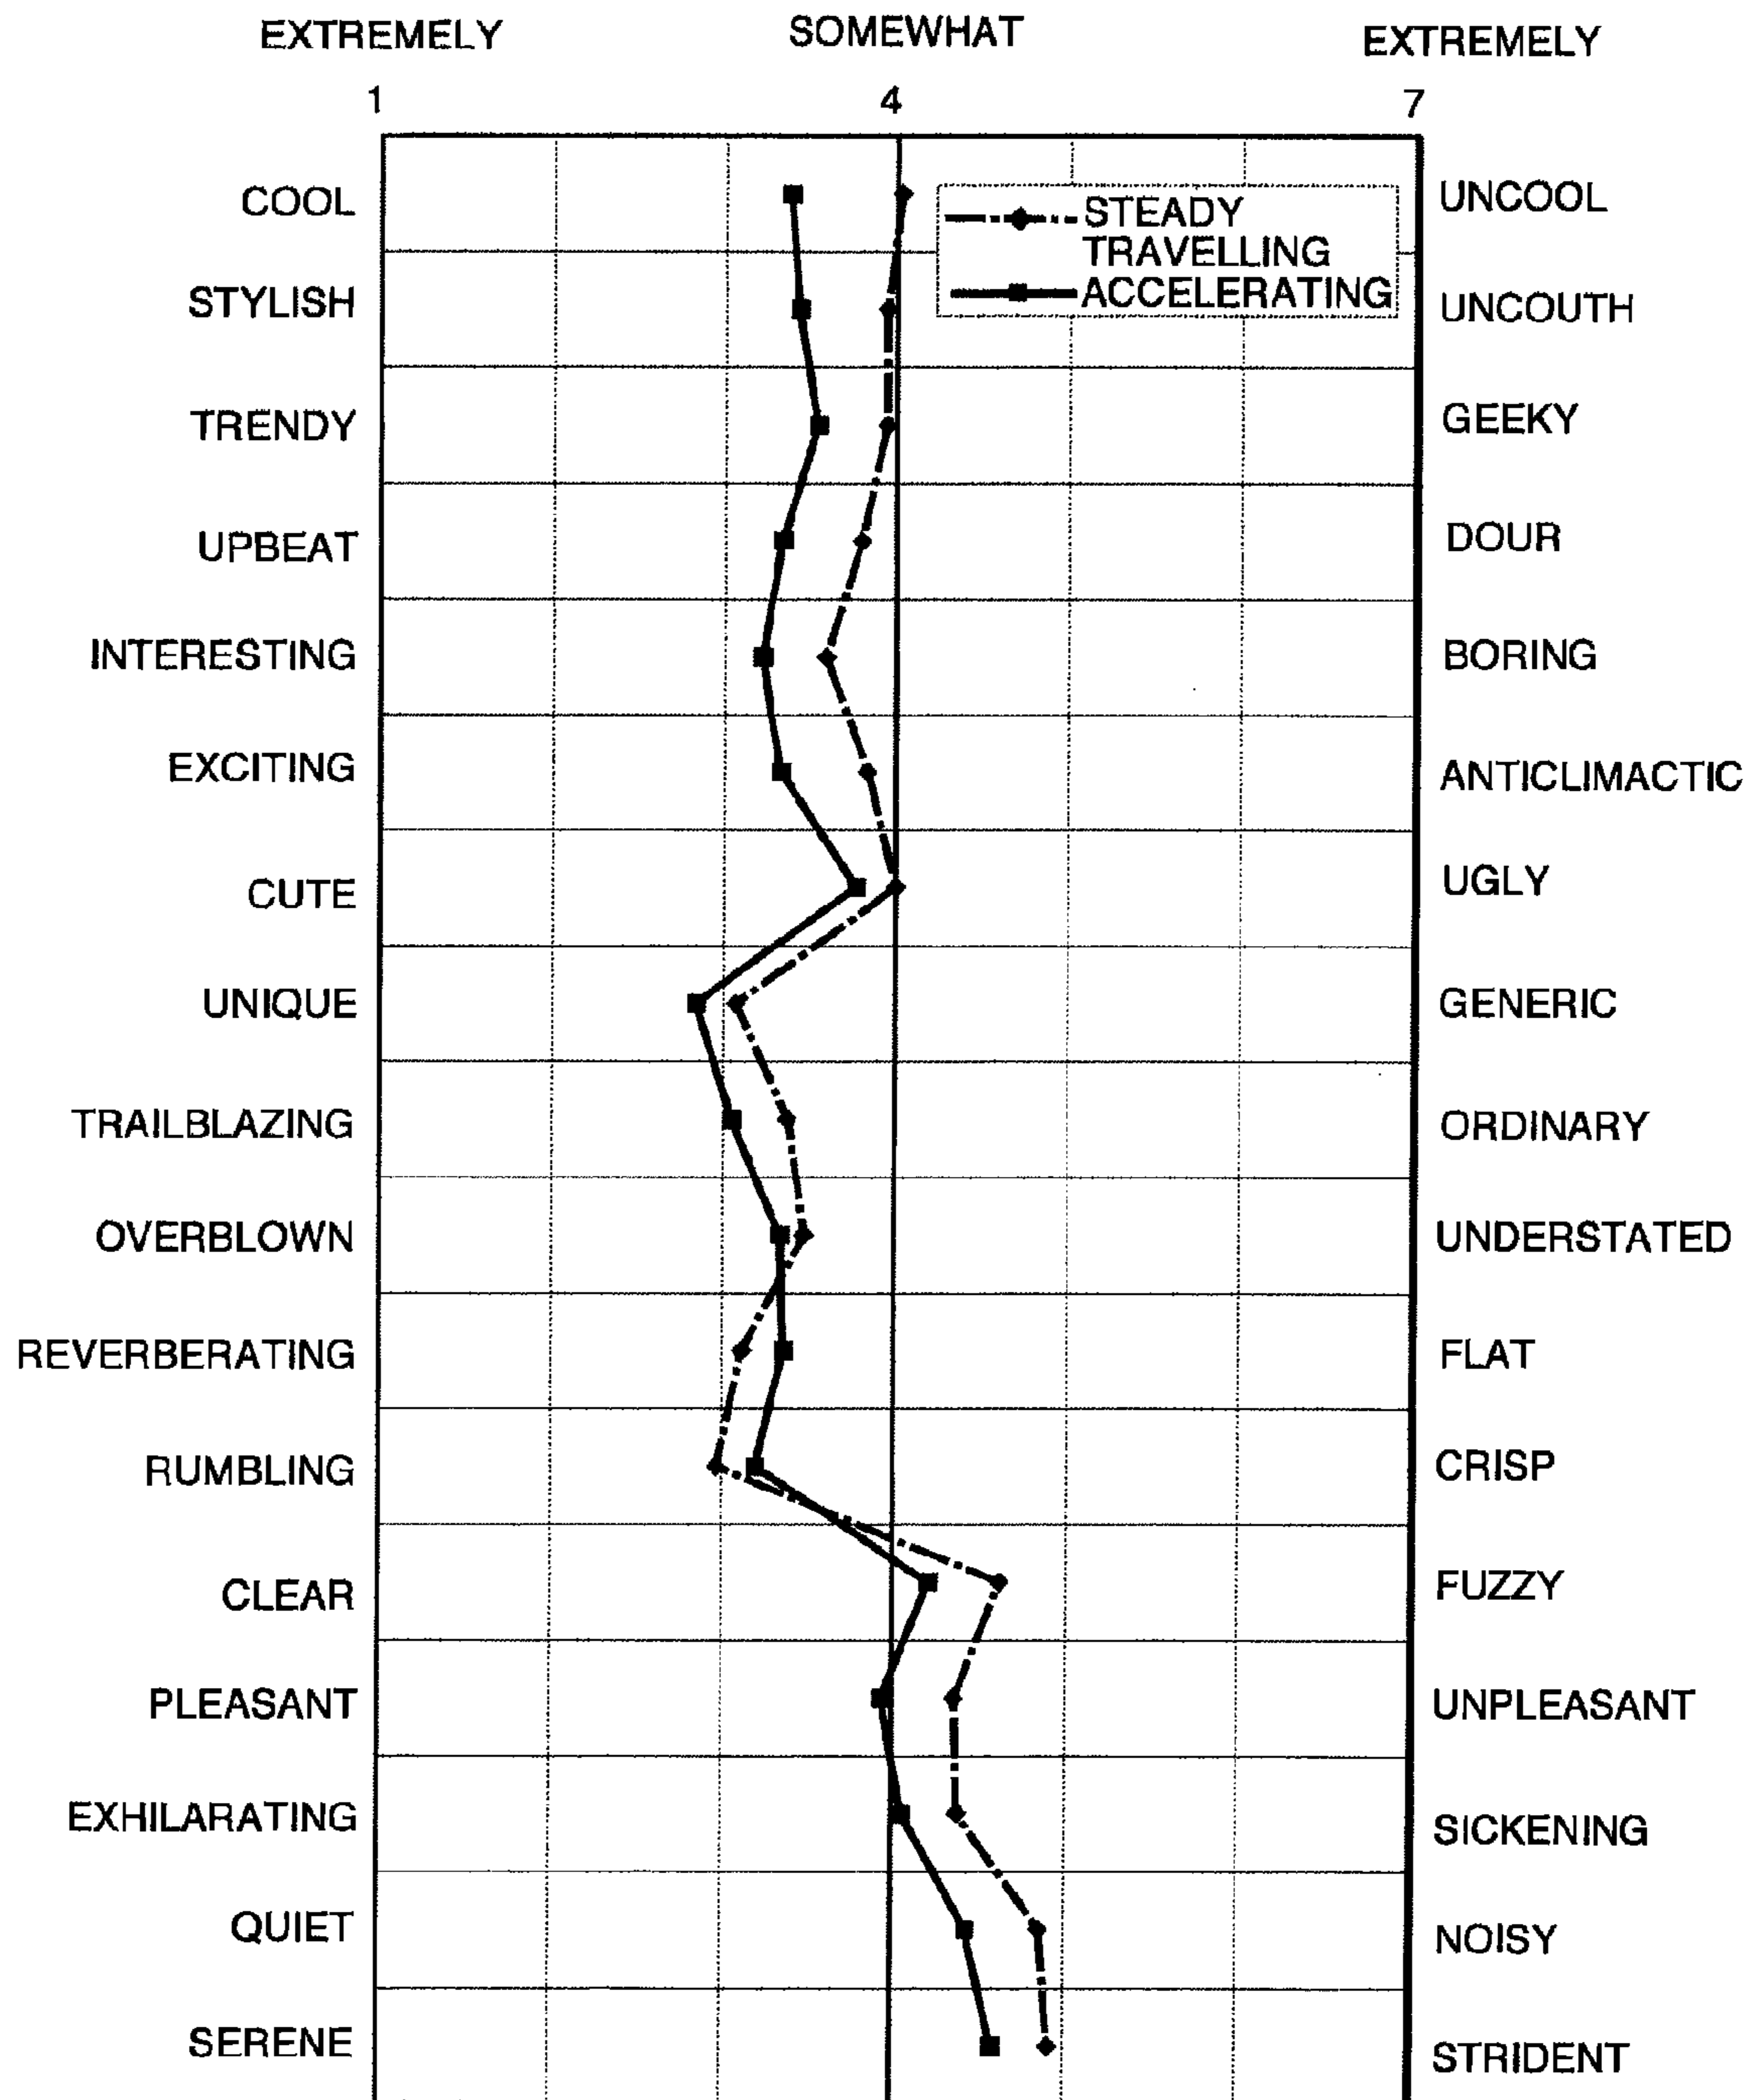 EXTREMELY SOMEWHAT EXTREMELY
1 4 7
COOL UNCOOL
STEADY
TRAVELLING
ACCELERATING
STYLISH UNCOUTH
TRENDY GEEKY
UPBEAT DOUR
INTERESTING BORING
EXCITING ANTICLIMACTIC
CUTE UGLY
UNIQUE GENERIC
TRAILBLAZING ORDINARY
OVERBLOWN UNDERSTATED
REVERBERATING FLAT
RUMBLING CRISP
CLEAR FUZZY
PLEASANT UNPLEASANT
EXHILARATING SICKENING
QUIET NOISY
SERENE STRIDENT